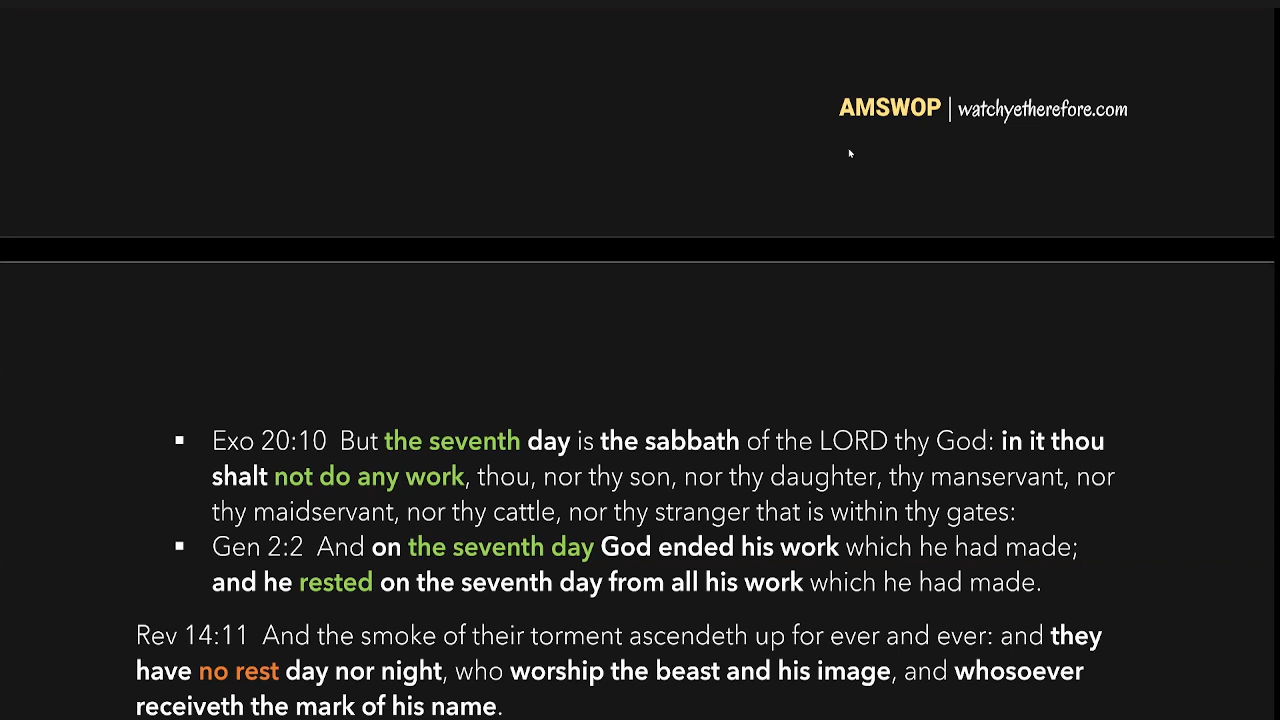 AMSWOP | watchyetherefore.com
▪ Exo 20:10 But the seventh day is the sabbath of the LORD thy God: in it thou
shalt not do any work, thou, nor thy son, nor thy daughter, thy manservant, nor
thy maidservant, nor thy cattle, nor thy stranger that is within thy gates:
▪ Gen 2:2 And on the seventh day God ended his work which he had made;
and he rested on the seventh day from all his work which he had made.
Rev 14:11 And the smoke of their torment ascendeth up for ever and ever: and they
have no rest day nor night, who worship the beast and his image, and whosoever
receiveth the mark of his name.